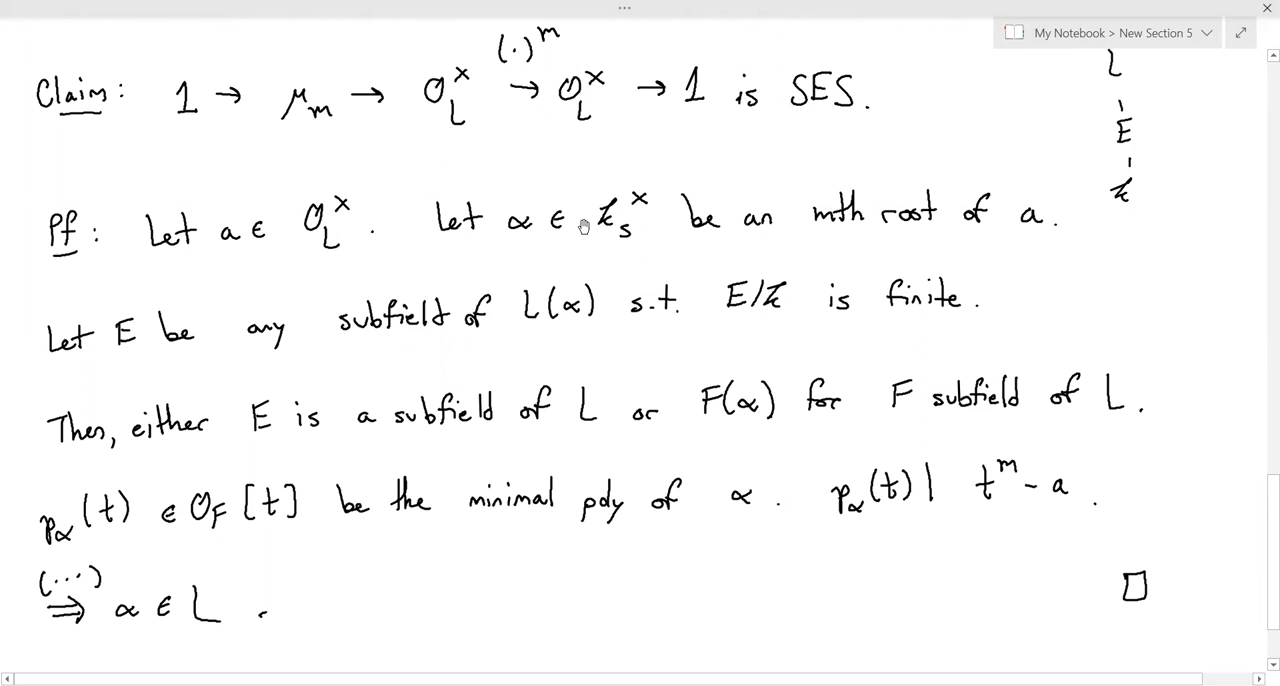 My Notebook > New Section 5
Claim: 1 → μ_m → O_L^× (·)^m → O_L^× → 1 is SES.
L - E - k
Pf: Let a ∈ O_L^×. Let α ∈ k_s^× be an mth root of a.
Let E be any subfield of L(α) s.t. E/k is finite.
Then, either E is a subfield of L or F(α) for F subfield of L.
p_α(t) ∈ O_F[t] be the minimal poly of α. p_α(t) | t^m - a.
(...) ⇒ α ∈ L. □